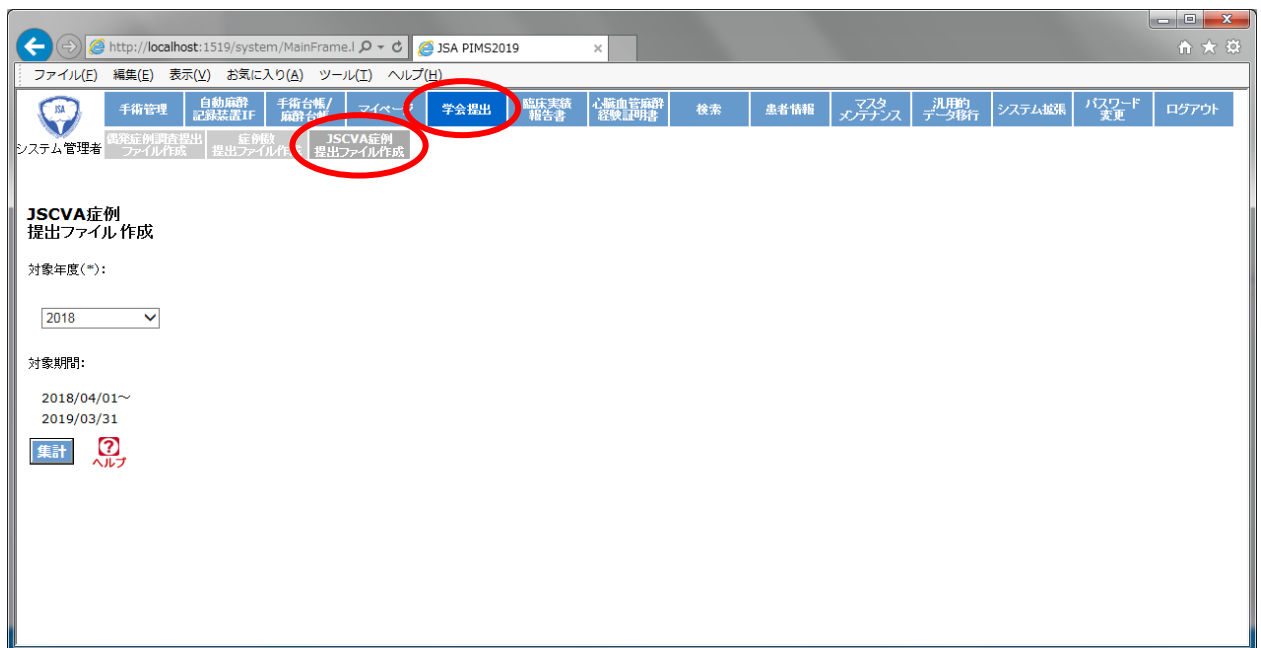 http://localhost:1519/system/MainFrame.l
JSA PIMS2019
ファイル(F) 編集(E) 表示(V) お気に入り(A) ツール(T) ヘルプ(H)
JSA
システム管理者
手術管理
自動麻酔
記録装置IF
手術台帳/
麻酔台帳
マイページ
学会提出
臨床実績
報告書
心臓血管麻酔
経験証明書
検索
患者情報
マスタ
メンテナンス
汎用的
データ移行
システム拡張
パスワード
変更
ログアウト
偶発症例調査提出
ファイル作成
症例数
提出ファイル作成
JSCVA症例
提出ファイル作成
JSCVA症例
提出ファイル 作成
対象年度(*):
2018
対象期間:
2018/04/01～
2019/03/31
集計
?
ヘルプ